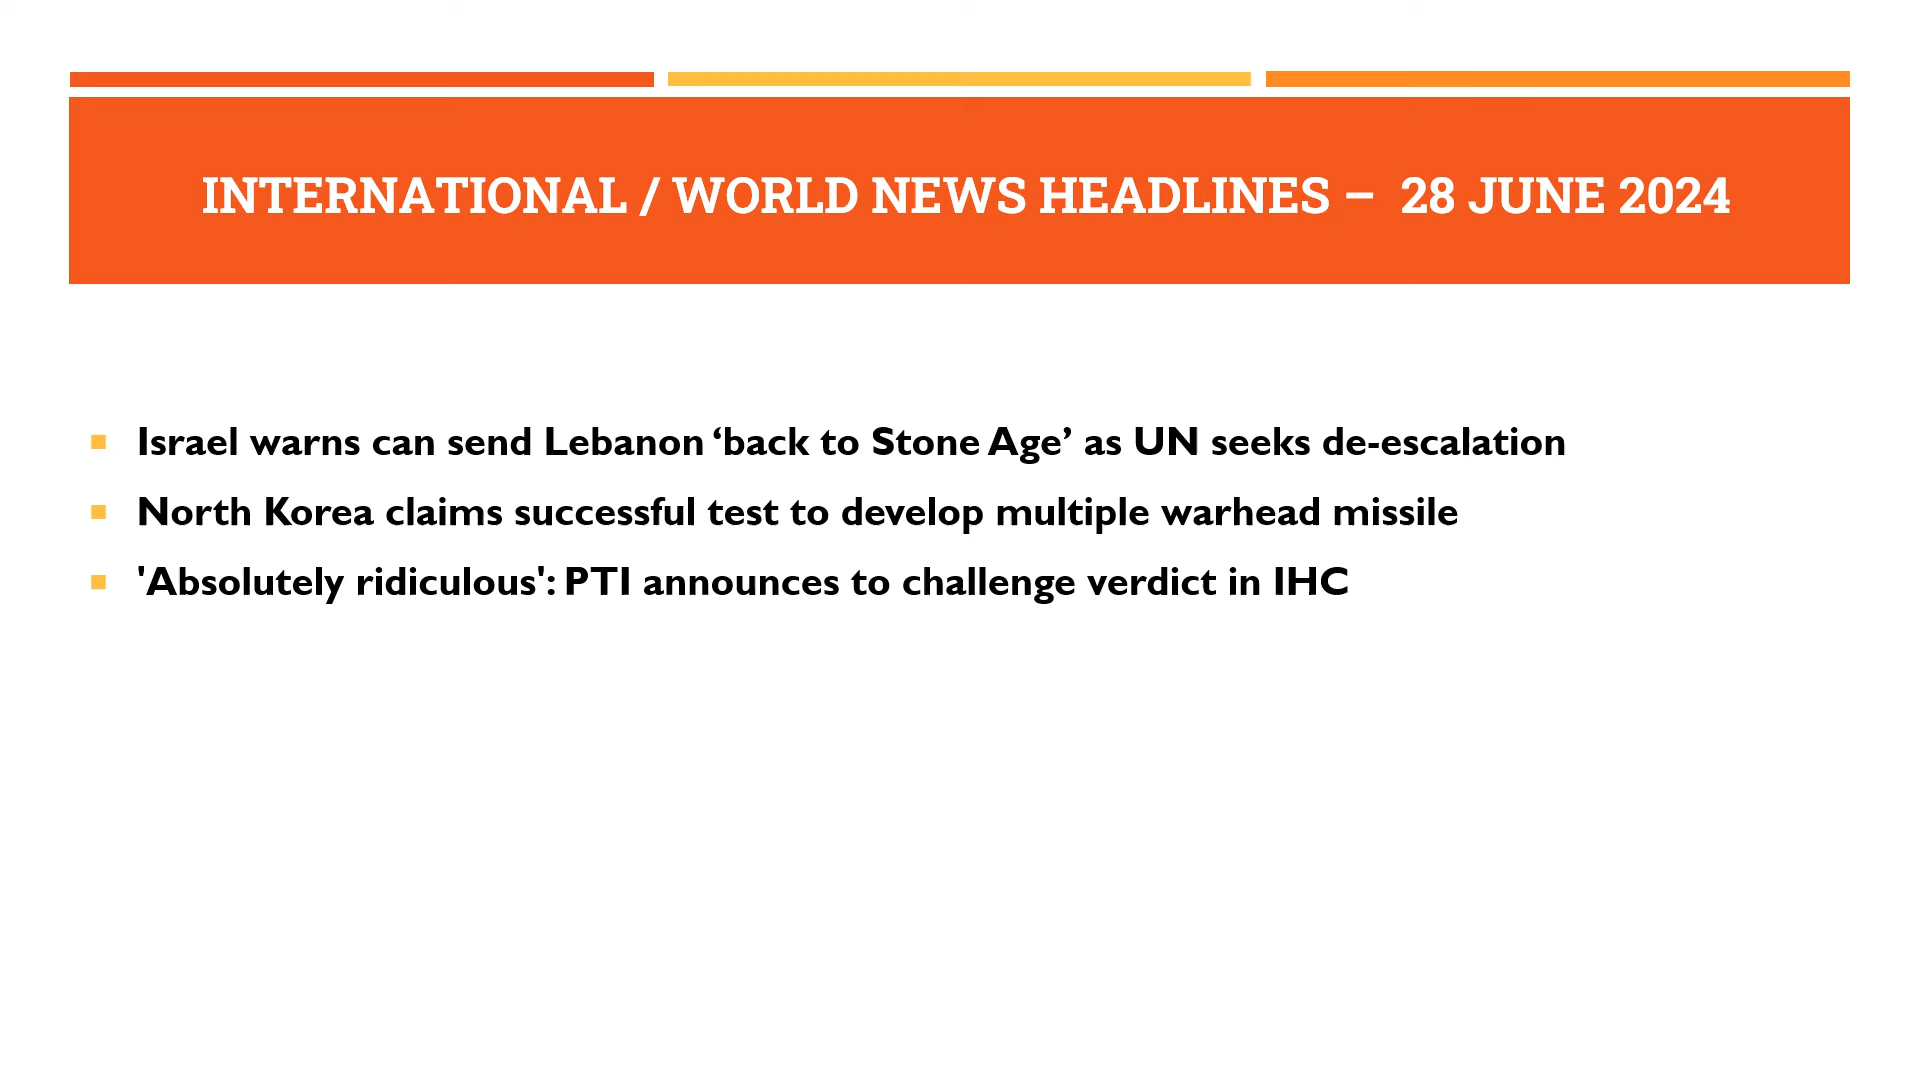 INTERNATIONAL / WORLD NEWS HEADLINES – 28 JUNE 2024
Israel warns can send Lebanon ‘back to Stone Age’ as UN seeks de-escalation
North Korea claims successful test to develop multiple warhead missile
'Absolutely ridiculous': PTI announces to challenge verdict in IHC